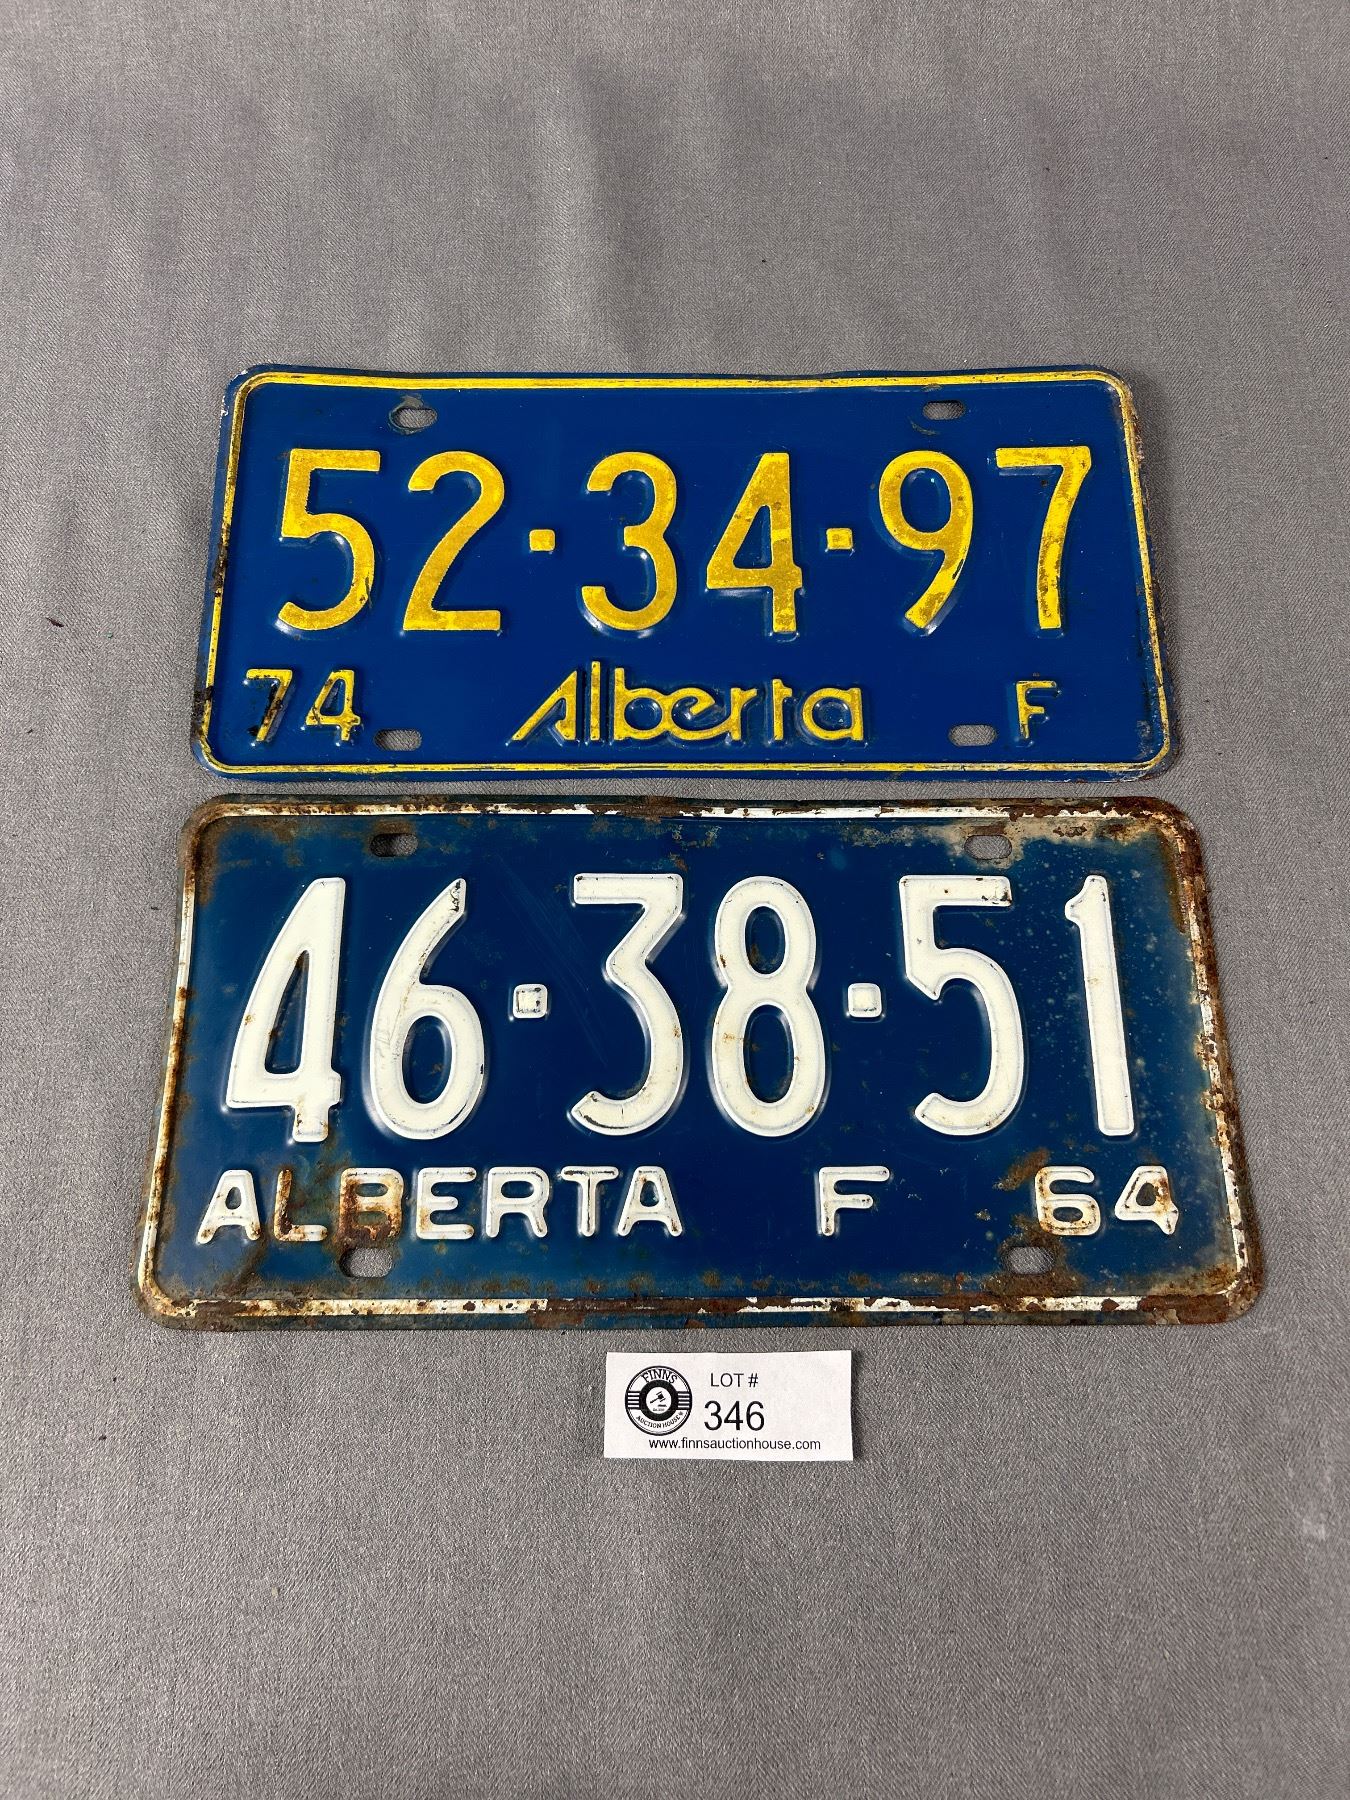 52·34·97
74 Alberta F
46·38·51
ALBERTA F 64
FINNS
AUCTION HOUSE
LOT #
346
www.finnsauctionhouse.com